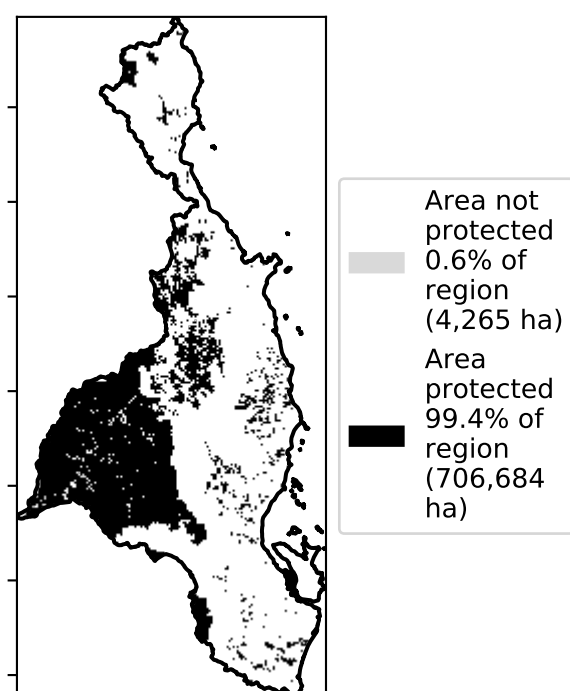 Area not
protected
0.6% of
region
(4,265 ha)
Area
protected
99.4% of
region
(706,684
ha)